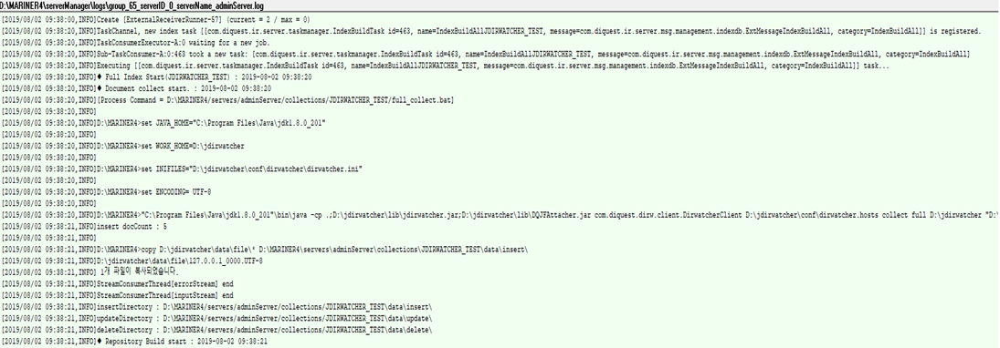 D:\MARINER4\serverManager\logs\group_65_serverID_0_serverName_adminServer.log
[2019/08/02 09:38:00,INFO]Create [ExternalReceiverRunner-57] (current = 2 / max = 0)
[2019/08/02 09:38:20,INFO]TaskChannel, new index task [[com.diquest.ir.server.taskmanager.IndexBuildTask id=463, name=IndexBuildAllJDIRWATCHER_TEST, message=com.diquest.ir.server.msg.management.indexdb.ExtMessageIndexBuildAll, category=IndexBuildAll]] is registered.
[2019/08/02 09:38:20,INFO]TaskConsumerExecutor-A:0 waiting for a new job.
[2019/08/02 09:38:20,INFO]Sub-TaskConsumer-A:0:463 took a new task: [com.diquest.ir.server.taskmanager.IndexBuildTask id=463, name=IndexBuildAllJDIRWATCHER_TEST, message=com.diquest.ir.server.msg.management.indexdb.ExtMessageIndexBuildAll, category=IndexBuildAll]
[2019/08/02 09:38:20,INFO]Executing [[com.diquest.ir.server.taskmanager.IndexBuildTask id=463, name=IndexBuildAllJDIRWATCHER_TEST, message=com.diquest.ir.server.msg.management.indexdb.ExtMessageIndexBuildAll, category=IndexBuildAll]] task...
[2019/08/02 09:38:20,INFO]♦ Full Index Start(JDIRWATCHER_TEST) : 2019-08-02 09:38:20
[2019/08/02 09:38:20,INFO]♦ Document collect start. : 2019-08-02 09:38:20
[2019/08/02 09:38:20,INFO][Process Command = D:\MARINER4/servers/adminServer/collections/JDIRWATCHER_TEST/full_collect.bat]
[2019/08/02 09:38:20,INFO]
[2019/08/02 09:38:20,INFO]D:\MARINER4>set JAVA_HOME="C:\Program Files\Java\jdk1.8.0_201"
[2019/08/02 09:38:20,INFO]
[2019/08/02 09:38:20,INFO]D:\MARINER4>set WORK_HOME=D:\jdirwatcher
[2019/08/02 09:38:20,INFO]
[2019/08/02 09:38:20,INFO]D:\MARINER4>set INIFILES="D:\jdirwatcher\conf\dirwatcher\dirwatcher.ini"
[2019/08/02 09:38:20,INFO]
[2019/08/02 09:38:20,INFO]D:\MARINER4>set ENCODING= UTF-8
[2019/08/02 09:38:20,INFO]
[2019/08/02 09:38:20,INFO]D:\MARINER4>"C:\Program Files\Java\jdk1.8.0_201"\bin\java -cp .;D:\jdirwatcher\lib\jdirwatcher.jar;D:\jdirwatcher\lib\DQJFAttacher.jar com.diquest.dirw.client.DirwatcherClient D:\jdirwatcher\conf\dirwatcher.hosts collect full D:\jdirwatcher "D:\
[2019/08/02 09:38:21,INFO]insert docCount : 5
[2019/08/02 09:38:21,INFO]
[2019/08/02 09:38:21,INFO]D:\MARINER4>copy D:\jdirwatcher\data\file\* D:\MARINER4\servers\adminServer\collections\JDIRWATCHER_TEST\data\insert\
[2019/08/02 09:38:21,INFO]D:\jdirwatcher\data\file\127.0.0.1_0000.UTF-8
[2019/08/02 09:38:21,INFO] 1개 파일이 복사되었습니다.
[2019/08/02 09:38:21,INFO]StreamConsumerThread[errorStream] end
[2019/08/02 09:38:21,INFO]StreamConsumerThread[inputStream] end
[2019/08/02 09:38:21,INFO]insertDirectory : D:\MARINER4/servers/adminServer/collections/JDIRWATCHER_TEST\data\insert\
[2019/08/02 09:38:21,INFO]updateDirectory : D:\MARINER4/servers/adminServer/collections/JDIRWATCHER_TEST\data\update\
[2019/08/02 09:38:21,INFO]deleteDirectory : D:\MARINER4/servers/adminServer/collections/JDIRWATCHER_TEST\data\delete\
[2019/08/02 09:38:21,INFO]♦ Repository Build start : 2019-08-02 09:38:21